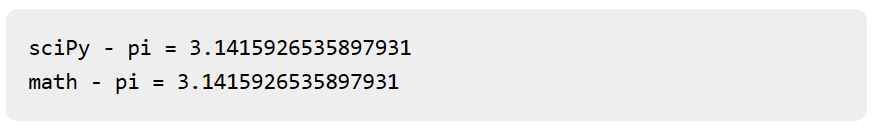 sciPy - pi = 3.1415926535897931
math - pi = 3.1415926535897931